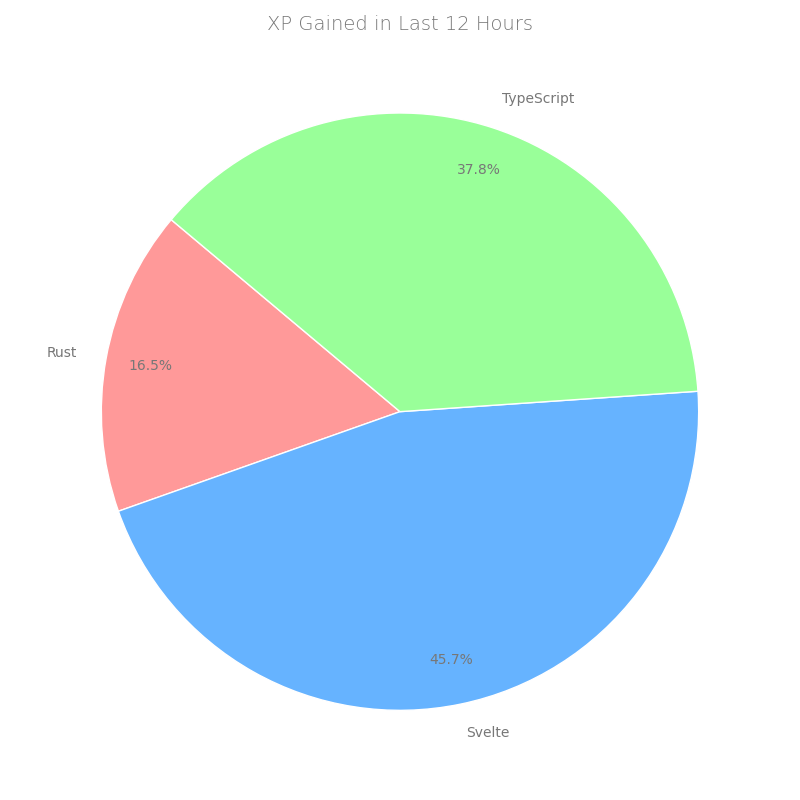 XP Gained in Last 12 Hours
TypeScript
37.8%
Rust
16.5%
45.7%
Svelte